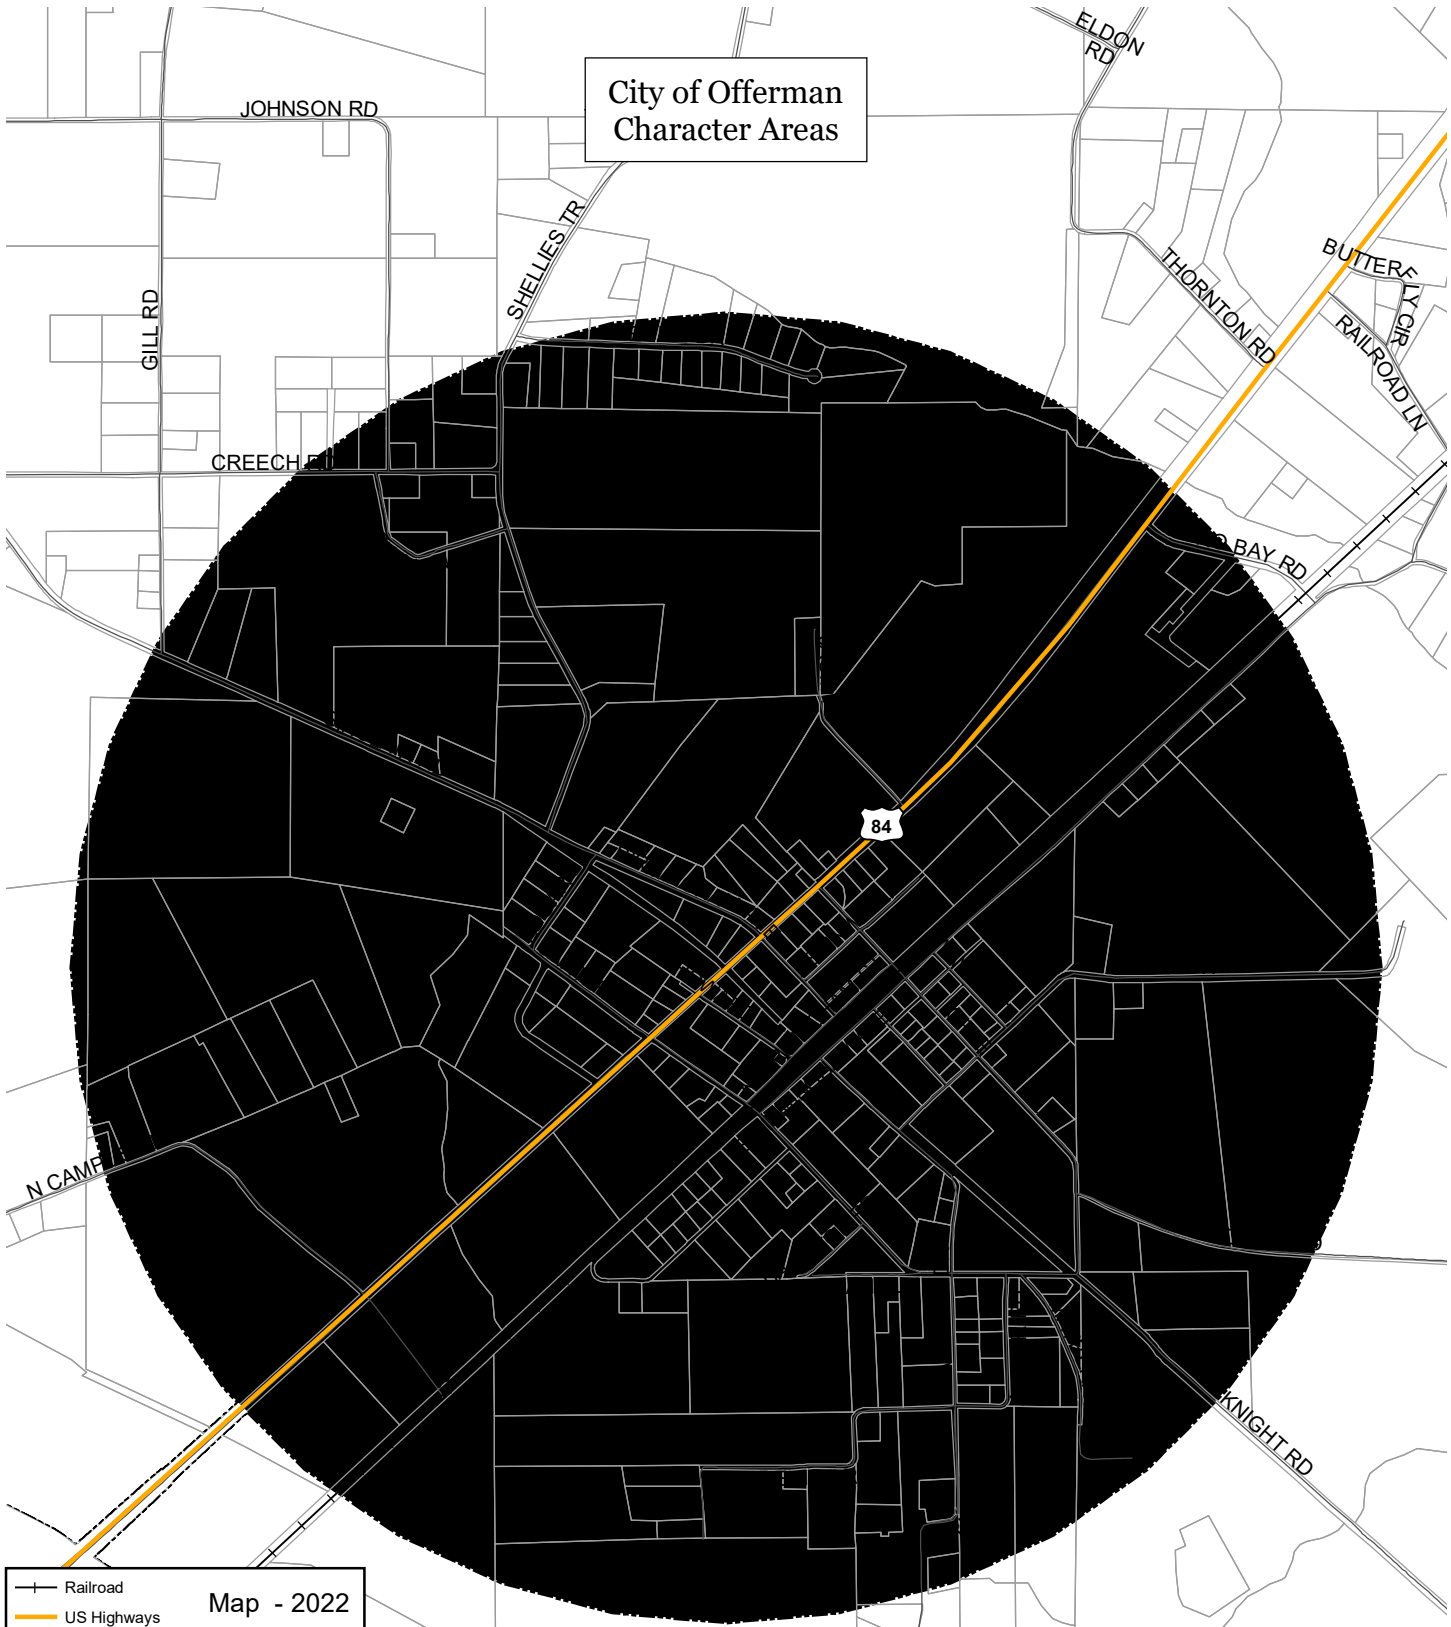 ELDON
RD
City of Offerman
Character Areas
JOHNSON RD
SHELLIES TR
THORNTON RD
BUTTERFLY CIR
GILL RD
RAILROAD LN
CREECH RD
BAY RD
84
N CAMP
KNIGHT RD
Railroad
US Highways
Map - 2022